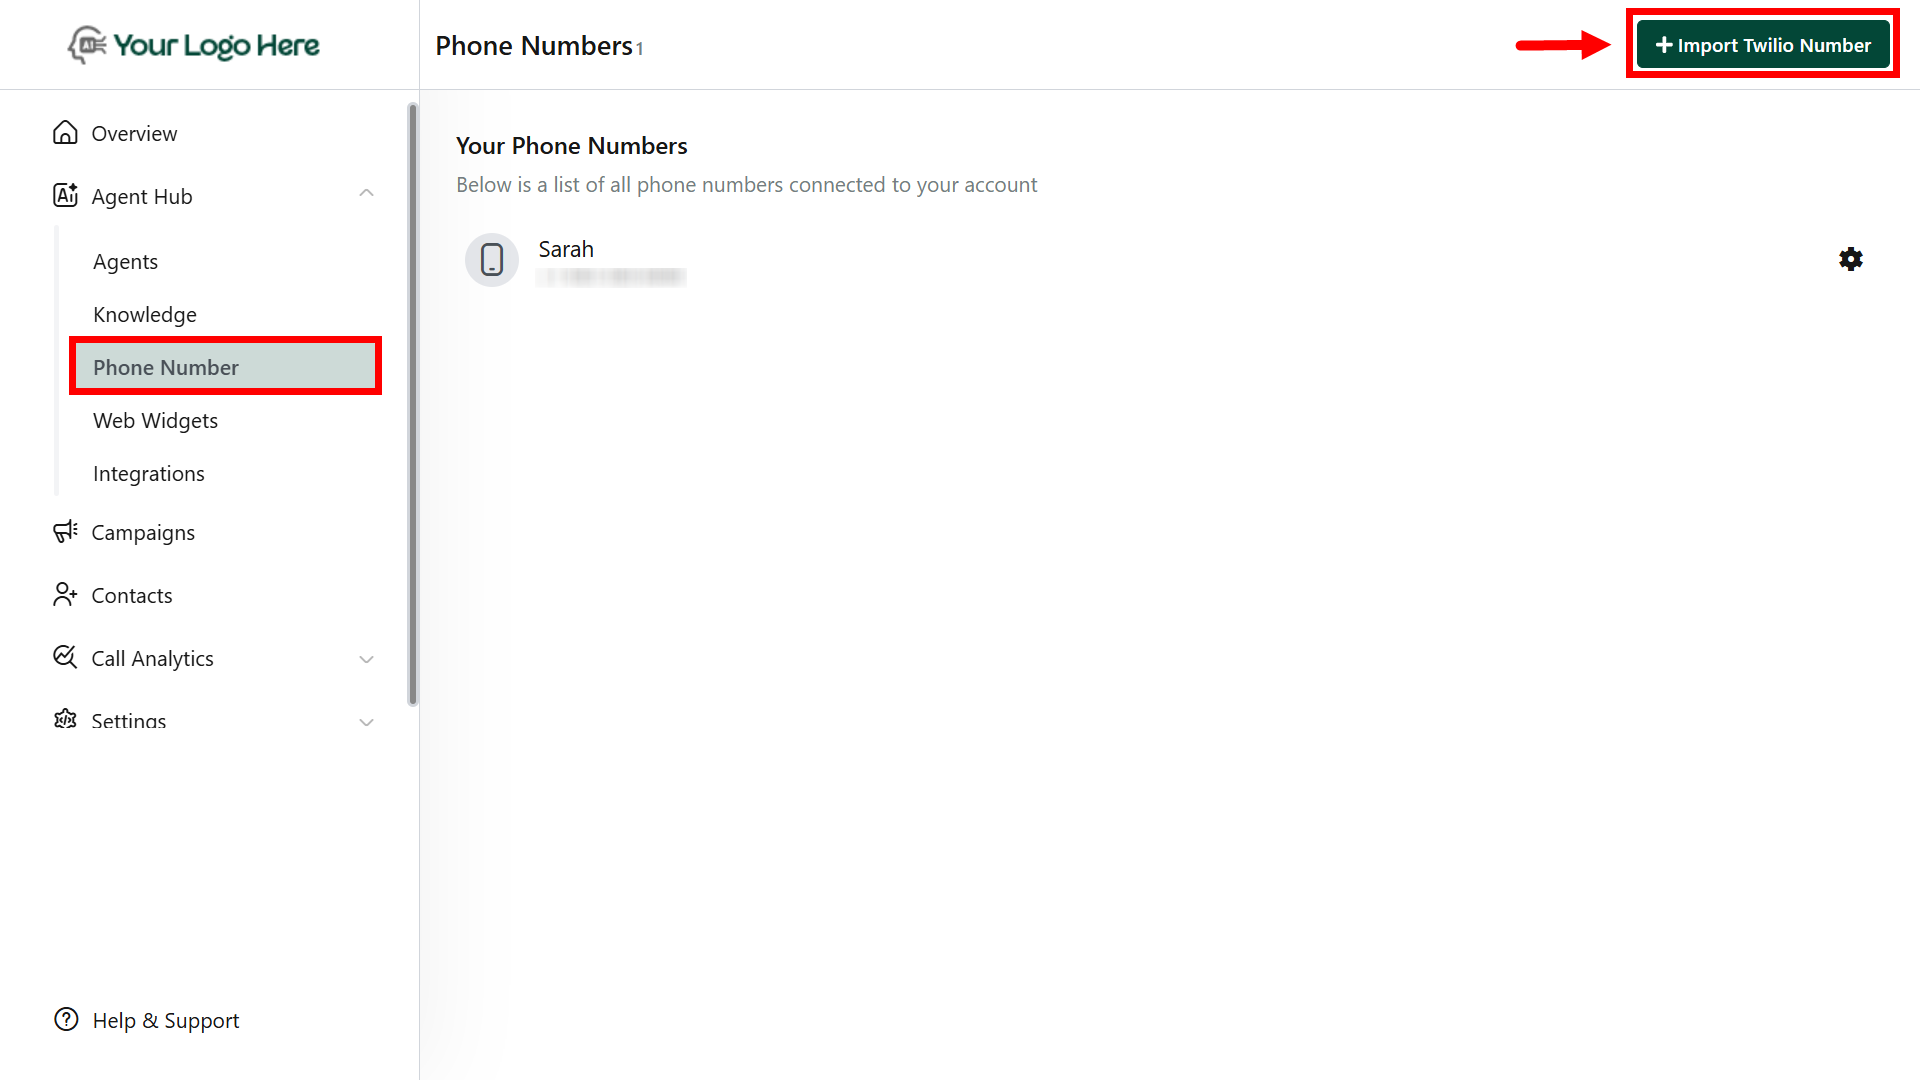 Your Logo Here
Phone Numbers 1
+ Import Twilio Number
Overview
Agent Hub
Agents
Knowledge
Phone Number
Web Widgets
Integrations
Campaigns
Contacts
Call Analytics
Settings
Help & Support
Your Phone Numbers
Below is a list of all phone numbers connected to your account
Sarah